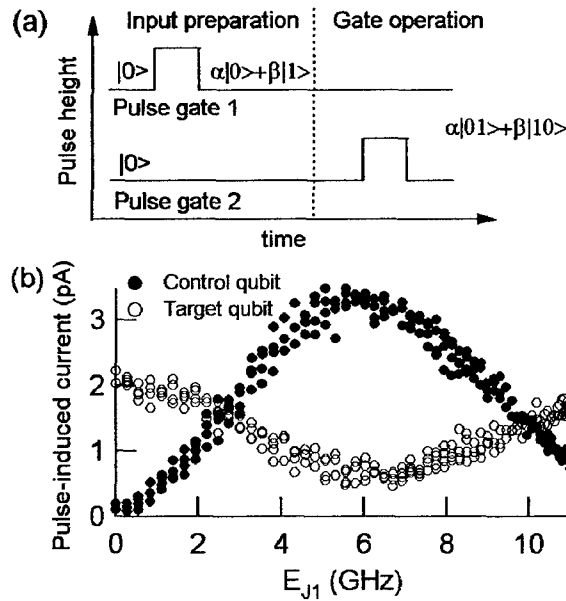 (a) Input preparation Gate operation
Pulse height
|0> α|0>+β|1>
Pulse gate 1
α|01>+β|10>
|0>
Pulse gate 2
time
(b)
Pulse-induced current (pA)
● Control qubit
○ Target qubit
3
2
1
0
0 2 4 6 8 10
E_J1 (GHz)